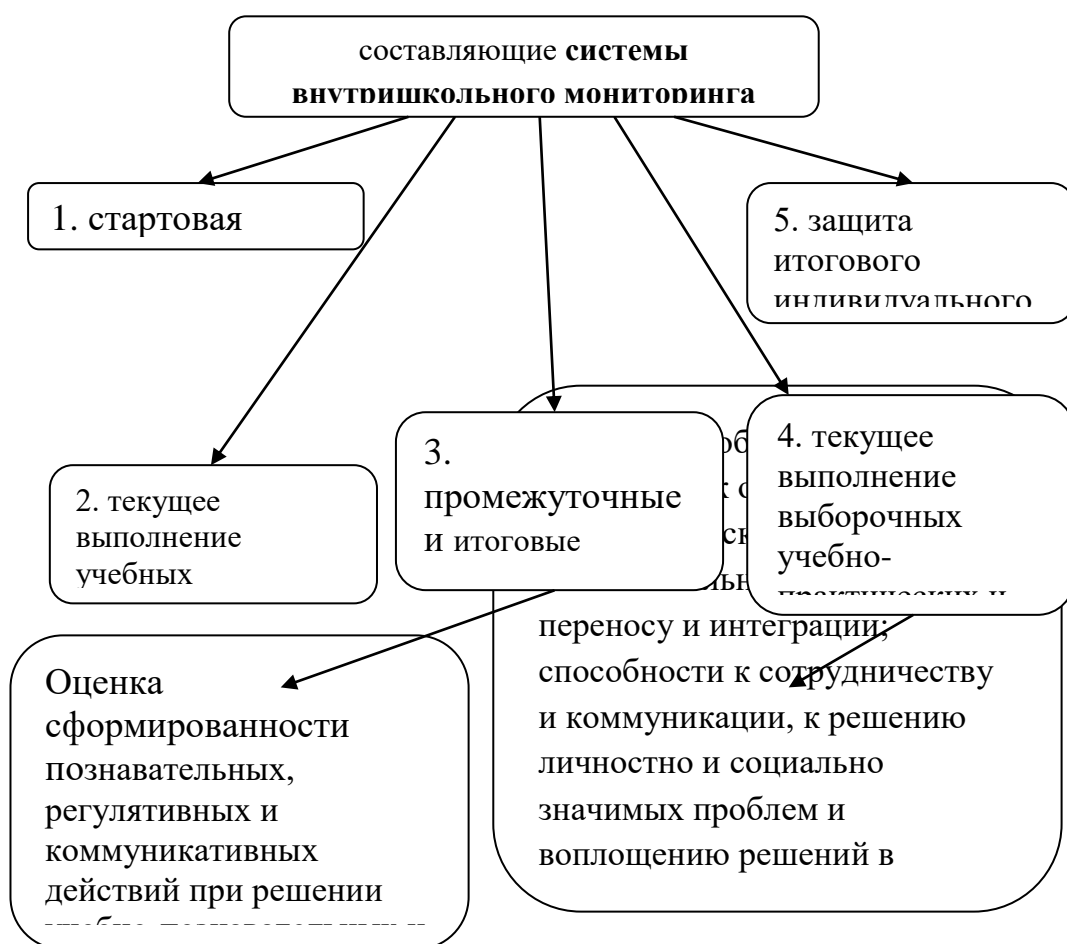 составляющие системы
внутришкольного мониторинга
1. стартовая
5. защита
итогового
индивидуального
2. текущее
выполнение
учебных
3.
промежуточные
и итоговые
4. текущее
выполнение
выборочных
учебно-
практических и
Оценка
сформированности
познавательных,
регулятивных и
коммуникативных
действий при решении
переносу и интеграции;
способности к сотрудничеству
и коммуникации, к решению
личностно и социально
значимых проблем и
воплощению решений в